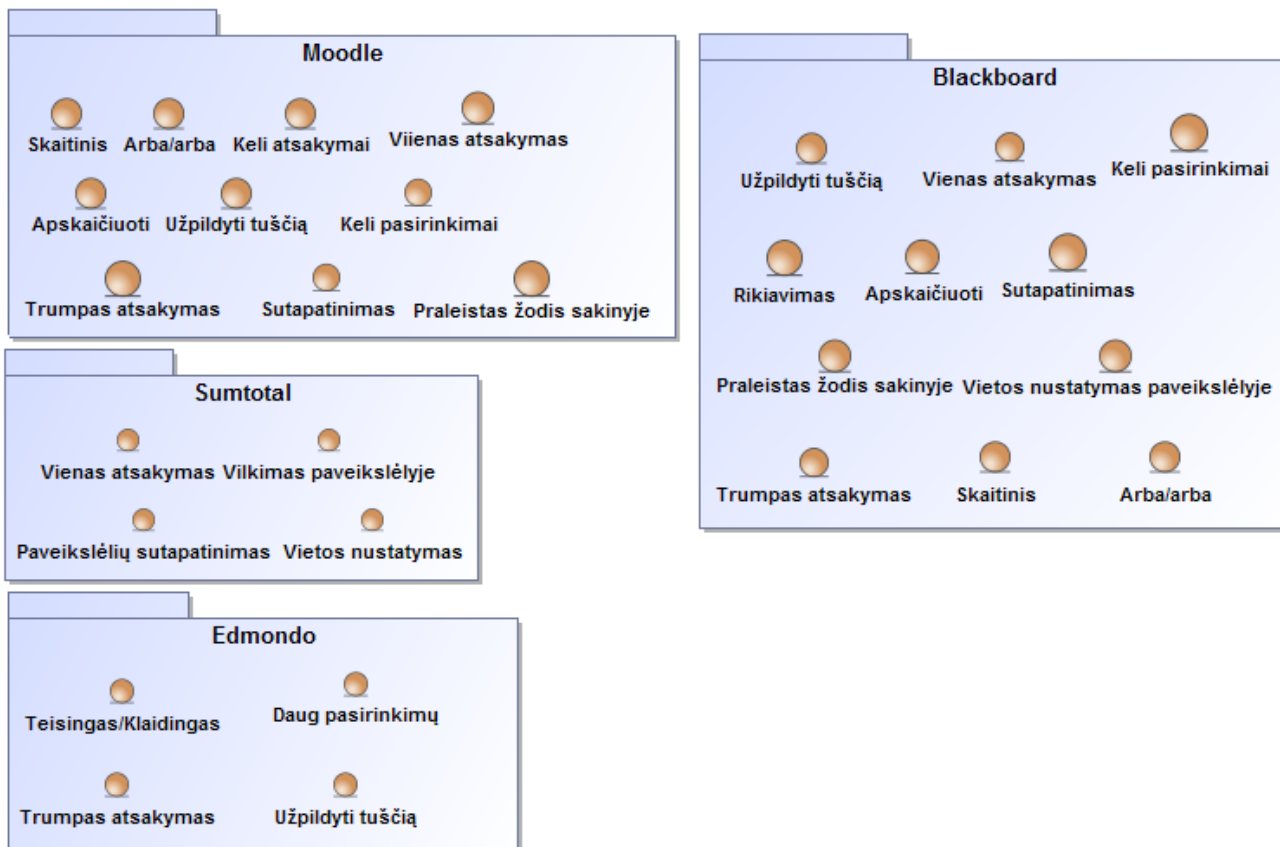 Moodle
Skaitinis Arba/arba Keli atsakymai Viienas atsakymas
Apskaičiuoti Užpildyti tuščią Keli pasirinkimai
Trumpas atsakymas Sutapatinimas Praleistas žodis sakinyje
Blackboard
Užpildyti tuščią Vienas atsakymas Keli pasirinkimai
Rikiavimas Apskaičiuoti Sutapatinimas
Praleistas žodis sakinyje Vietos nustatymas paveikslėlyje
Trumpas atsakymas Skaitinis Arba/arba
Sumtotal
Vienas atsakymas Vilkimas paveikslėlyje
Paveikslėlių sutapatinimas Vietos nustatymas
Edmondo
Teisingas/Klaidingas Daug pasirinkimų
Trumpas atsakymas Užpildyti tuščią